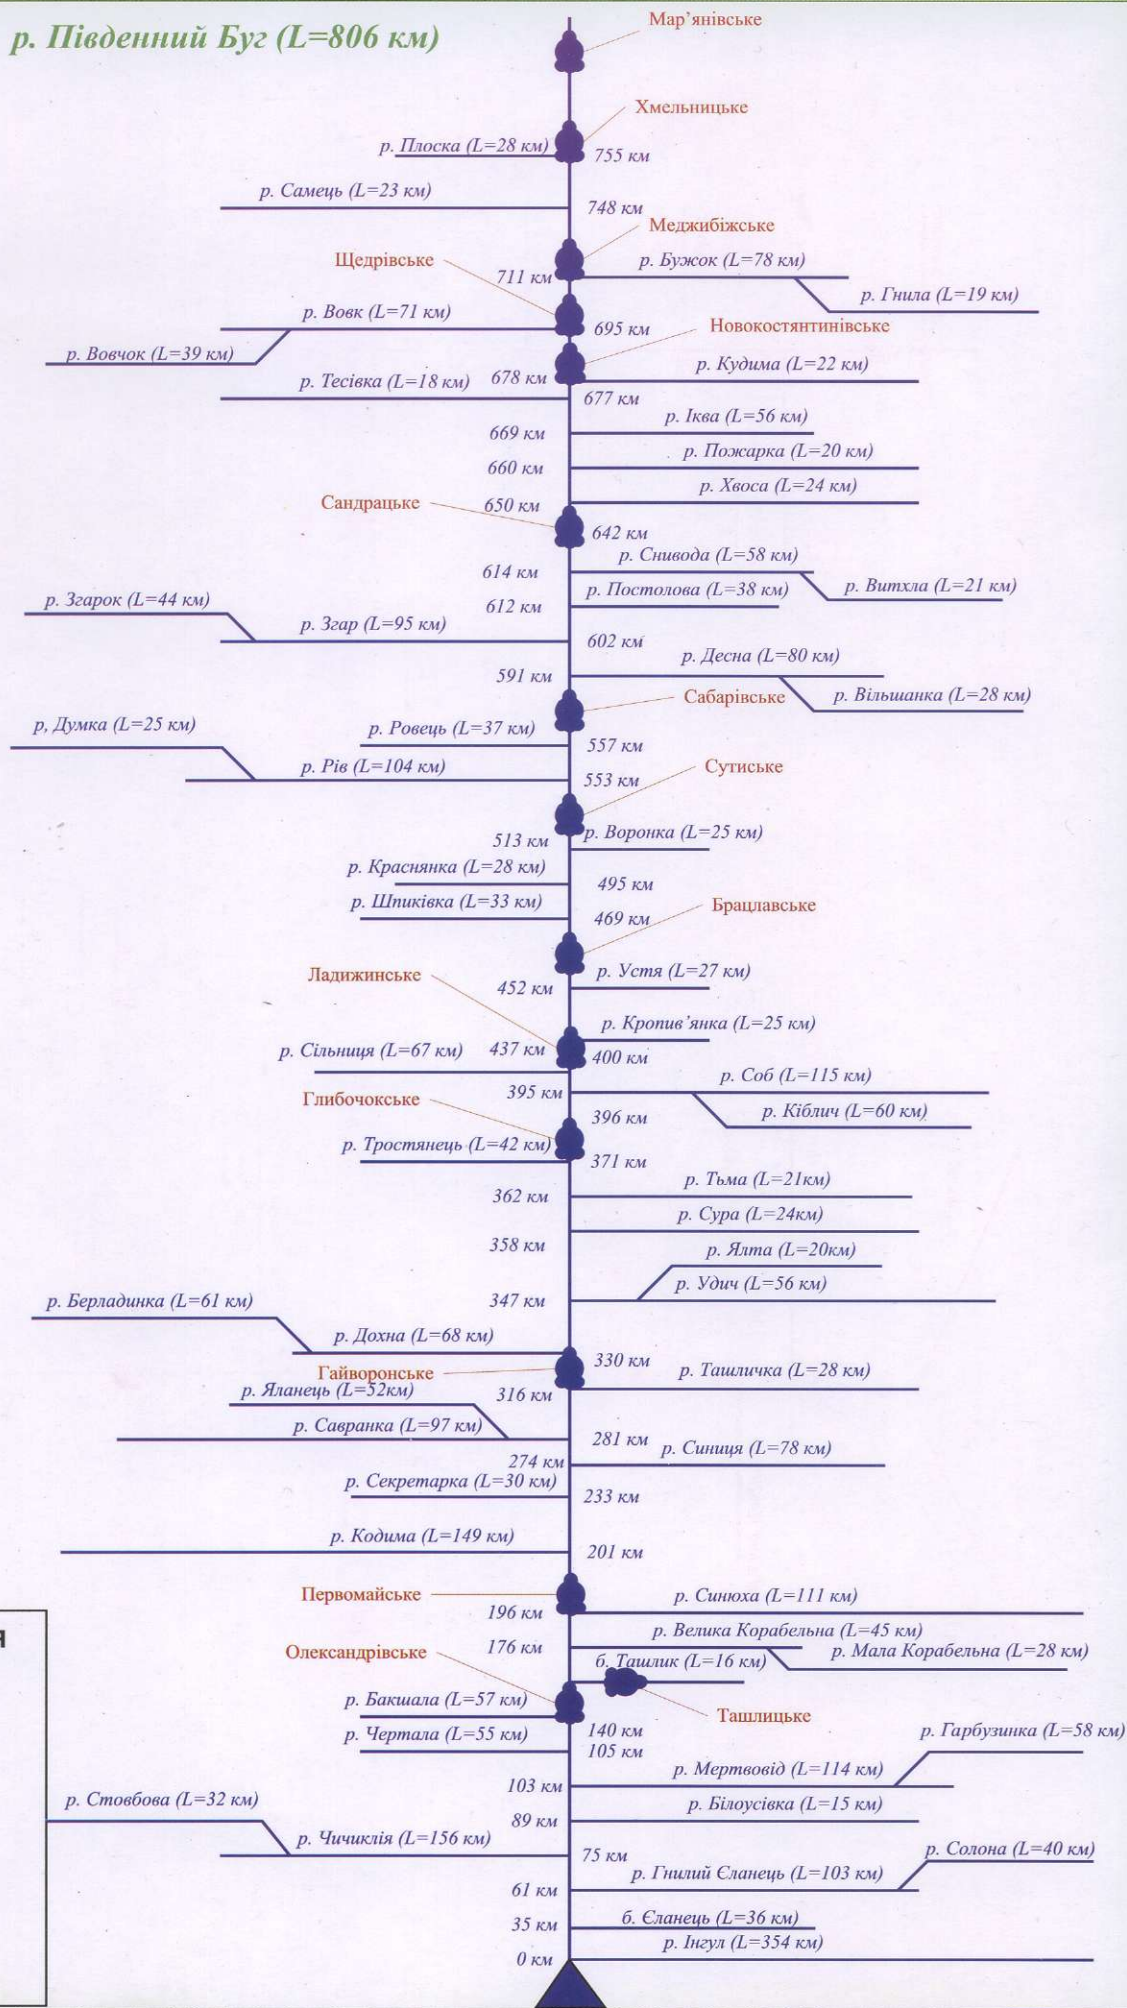 Мар’янівське
р. Південний Буг (L=806 км)
Хмельницьке
р. Плоска (L=28 км)
755 км
р. Самець (L=23 км)
748 км
Меджибіжське
Щедрівське
р. Бужок (L=78 км)
711 км
р. Гнила (L=19 км)
р. Вовк (L=71 км)
695 км
Новокостянтинівське
р. Вовчок (L=39 км)
р. Кудима (L=22 км)
678 км
р. Тесівка (L=18 км)
677 км
р. Іква (L=56 км)
669 км
р. Пожарка (L=20 км)
660 км
р. Хвоса (L=24 км)
Сандрацьке
650 км
642 км
р. Снивода (L=58 км)
614 км
р. Витхла (L=21 км)
р. Постолова (L=38 км)
р. Згарок (L=44 км)
612 км
р. Згар (L=95 км)
602 км
р. Десна (L=80 км)
591 км
Сабарівське
р. Вільшанка (L=28 км)
р, Думка (L=25 км)
р. Ровець (L=37 км)
557 км
р. Рів (L=104 км)
Сутиське
553 км
р. Воронка (L=25 км)
513 км
р. Краснянка (L=28 км)
495 км
р. Шпиківка (L=33 км)
Брацлавське
469 км
Ладижинське
р. Устя (L=27 км)
452 км
р. Кропив’янка (L=25 км)
р. Сільниця (L=67 км)
437 км
400 км
р. Соб (L=115 км)
395 км
Глибочокське
р. Кіблич (L=60 км)
396 км
р. Тростянець (L=42 км)
371 км
р. Тьма (L=21км)
362 км
р. Сура (L=24км)
358 км
р. Ялта (L=20км)
р. Удич (L=56 км)
р. Берладинка (L=61 км)
347 км
р. Дохна (L=68 км)
330 км
Гайворонське
р. Ташличка (L=28 км)
р. Яланець (L=52км)
316 км
р. Савранка (L=97 км)
281 км
р. Синиця (L=78 км)
274 км
р. Секретарка (L=30 км)
233 км
р. Кодима (L=149 км)
201 км
Первомайське
р. Синюха (L=111 км)
196 км
р. Велика Корабельна (L=45 км)
я
176 км
Олександрівське
р. Мала Корабельна (L=28 км)
б. Ташлик (L=16 км)
р. Бакшала (L=57 км)
Ташлицьке
140 км
р. Гарбузинка (L=58 км)
р. Чертала (L=55 км)
105 км
р. Мертвовід (L=114 км)
103 км
р. Стовбова (L=32 км)
р. Білоусівка (L=15 км)
89 км
р. Чичиклія (L=156 км)
75 км
р. Солона (L=40 км)
р. Гнилий Єланець (L=103 км)
61 км
35 км
б. Єланець (L=36 км)
р. Інгул (L=354 км)
0 км